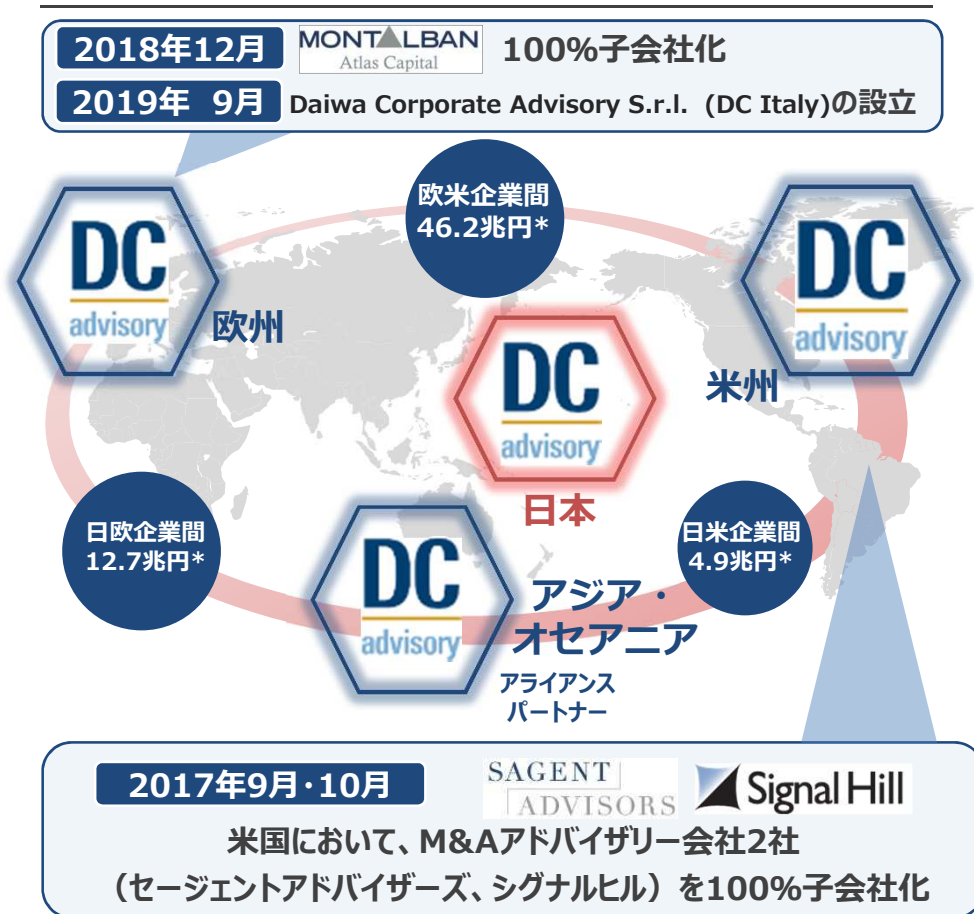 2018年12月 MONTALBAN Atlas Capital 100%子会社化
2019年 9月 Daiwa Corporate Advisory S.r.l. (DC Italy)の設立
欧米企業間
46.2兆円*
DC
advisory
欧州
DC
advisory
米州
DC
advisory
日本
日欧企業間
12.7兆円*
日米企業間
4.9兆円*
DC
advisory
アジア・
オセアニア
アライアンス
パートナー
2017年9月・10月 SAGENT ADVISORS Signal Hill
米国において、M&Aアドバイザリー会社2社
（セージェントアドバイザーズ、シグナルヒル）を100%子会社化